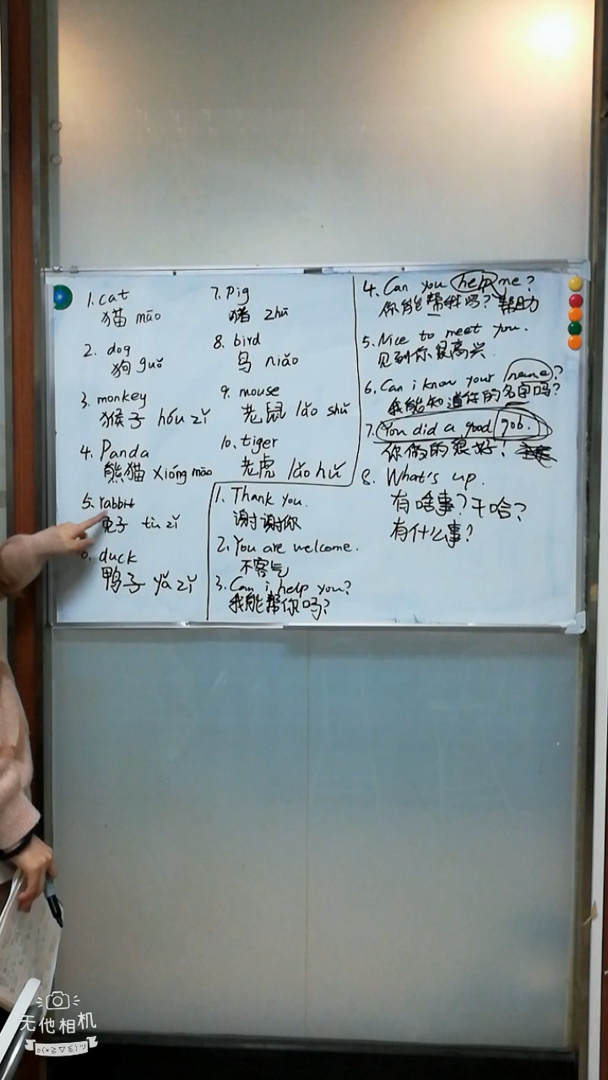 1. cat
猫 māo
2. dog
狗 guǒ
3. monkey
猴子 hóu zǐ
4. Panda
熊猫 xióng māo
5. rabbit
兔子 tù zǐ
6. duck
鸭子 yā zǐ
7. Pig
猪 zhū
8. bird
鸟 niǎo
9. mouse
老鼠 lǎo shǔ
10. tiger
老虎 lǎo hǔ
1. Thank you.
谢谢你
2. You are welcome.
不客气
3. Can i help you?
我能帮你吗?
4. Can you help me?
你能帮我吗? 帮助
5. Nice to meet you.
见到你很高兴.
6. Can i know your name?
我能知道你的名字吗?
7. You did a good gob.
你做的很好!
8. What's up.
有啥事? 干哈?
有什么事?
无他相机